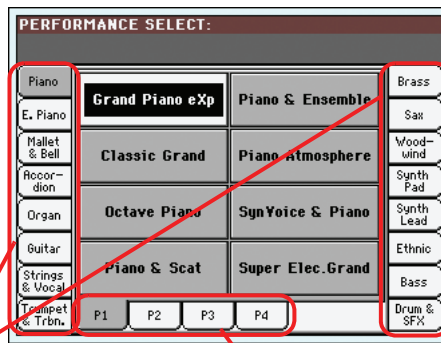 PERFORMANCE SELECT:
Piano
E. Piano
Mallet
& Bell
Accor-
dion
Organ
Guitar
Strings
& Vocal
Trumpet
& Trbn.
Grand Piano eXp
Piano & Ensemble
Classic Grand
Piano Atmosphere
Octave Piano
SynVoice & Piano
Piano & Scat
Super Elec.Grand
Brass
Sax
Wood-
wind
Synth
Pad
Synth
Lead
Ethnic
Bass
Drum &
SFX
P1
P2
P3
P4